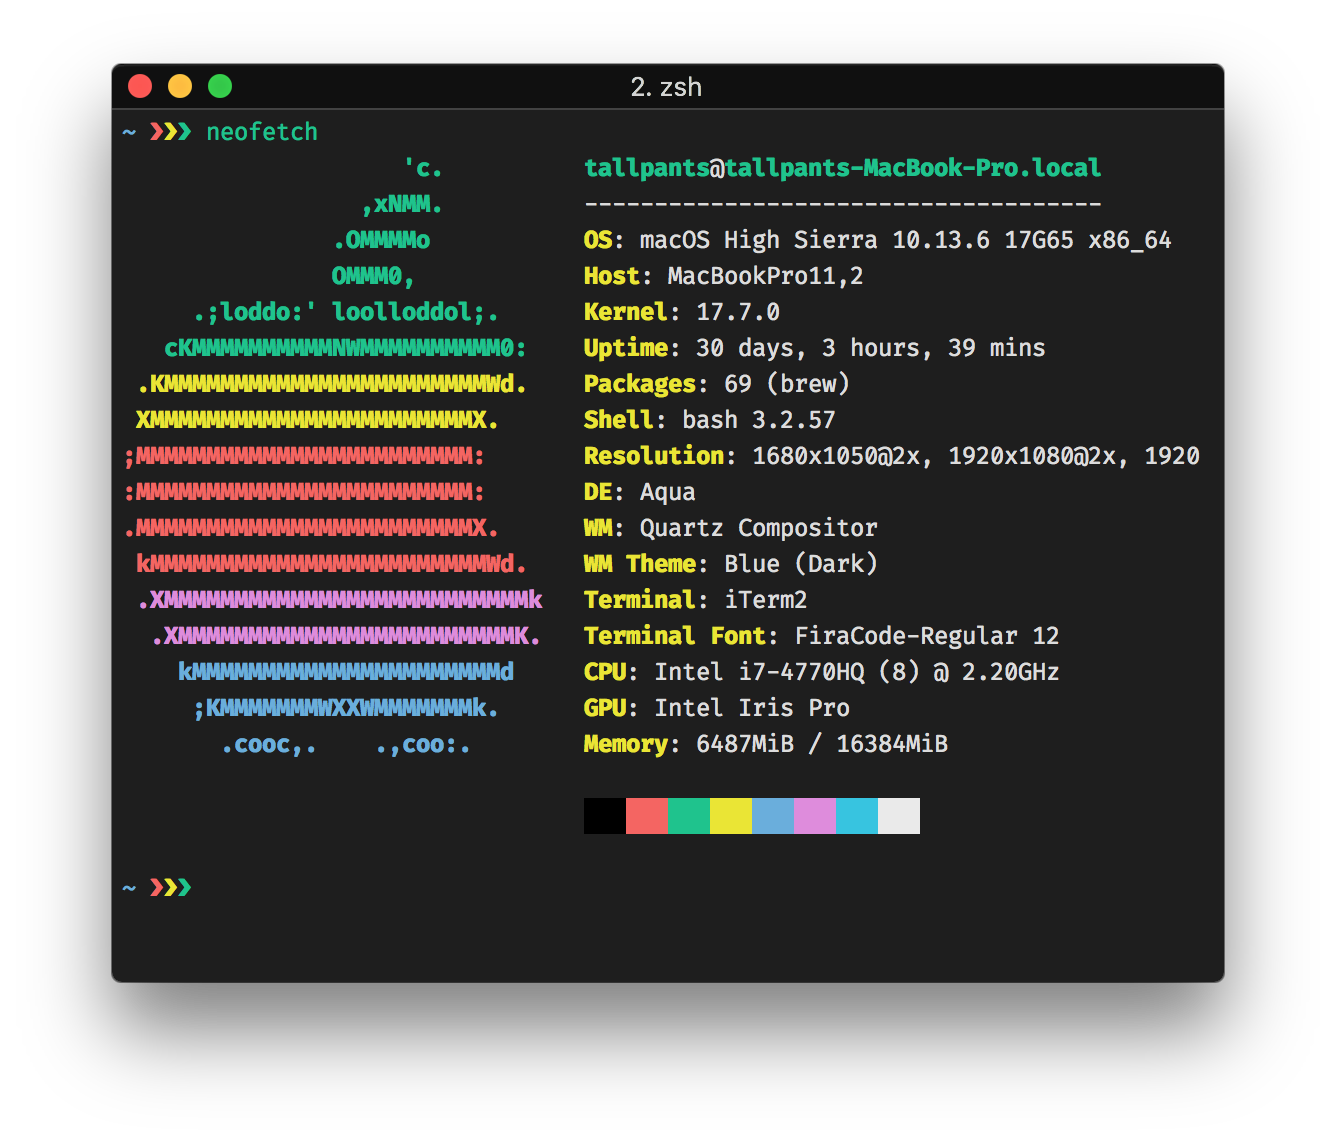 2. zsh
~ ❯❯❯ neofetch
'c. tallpants@tallpants-MacBook-Pro.local
,xNMM. -------------------------------------
.OMMMMo OS: macOS High Sierra 10.13.6 17G65 x86_64
OMMM0, Host: MacBookPro11,2
.;loddo:' loolloddol;. Kernel: 17.7.0
cKMMMMMMMMMMNWMMMMMMMMMM0: Uptime: 30 days, 3 hours, 39 mins
.KMMMMMMMMMMMMMMMMMMMMMMMWd. Packages: 69 (brew)
XMMMMMMMMMMMMMMMMMMMMMMMX. Shell: bash 3.2.57
;MMMMMMMMMMMMMMMMMMMMMMMM: Resolution: 1680x1050@2x, 1920x1080@2x, 1920
:MMMMMMMMMMMMMMMMMMMMMMMM: DE: Aqua
.MMMMMMMMMMMMMMMMMMMMMMMMX. WM: Quartz Compositor
kMMMMMMMMMMMMMMMMMMMMMMMMWd. WM Theme: Blue (Dark)
.XMMMMMMMMMMMMMMMMMMMMMMMMMMk Terminal: iTerm2
.XMMMMMMMMMMMMMMMMMMMMMMMMK. Terminal Font: FiraCode-Regular 12
kMMMMMMMMMMMMMMMMMMMMMMd CPU: Intel i7-4770HQ (8) @ 2.20GHz
;KMMMMMMMWXXWMMMMMMMk. GPU: Intel Iris Pro
.cooc,. .,coo:. Memory: 6487MiB / 16384MiB
~ ❯❯❯